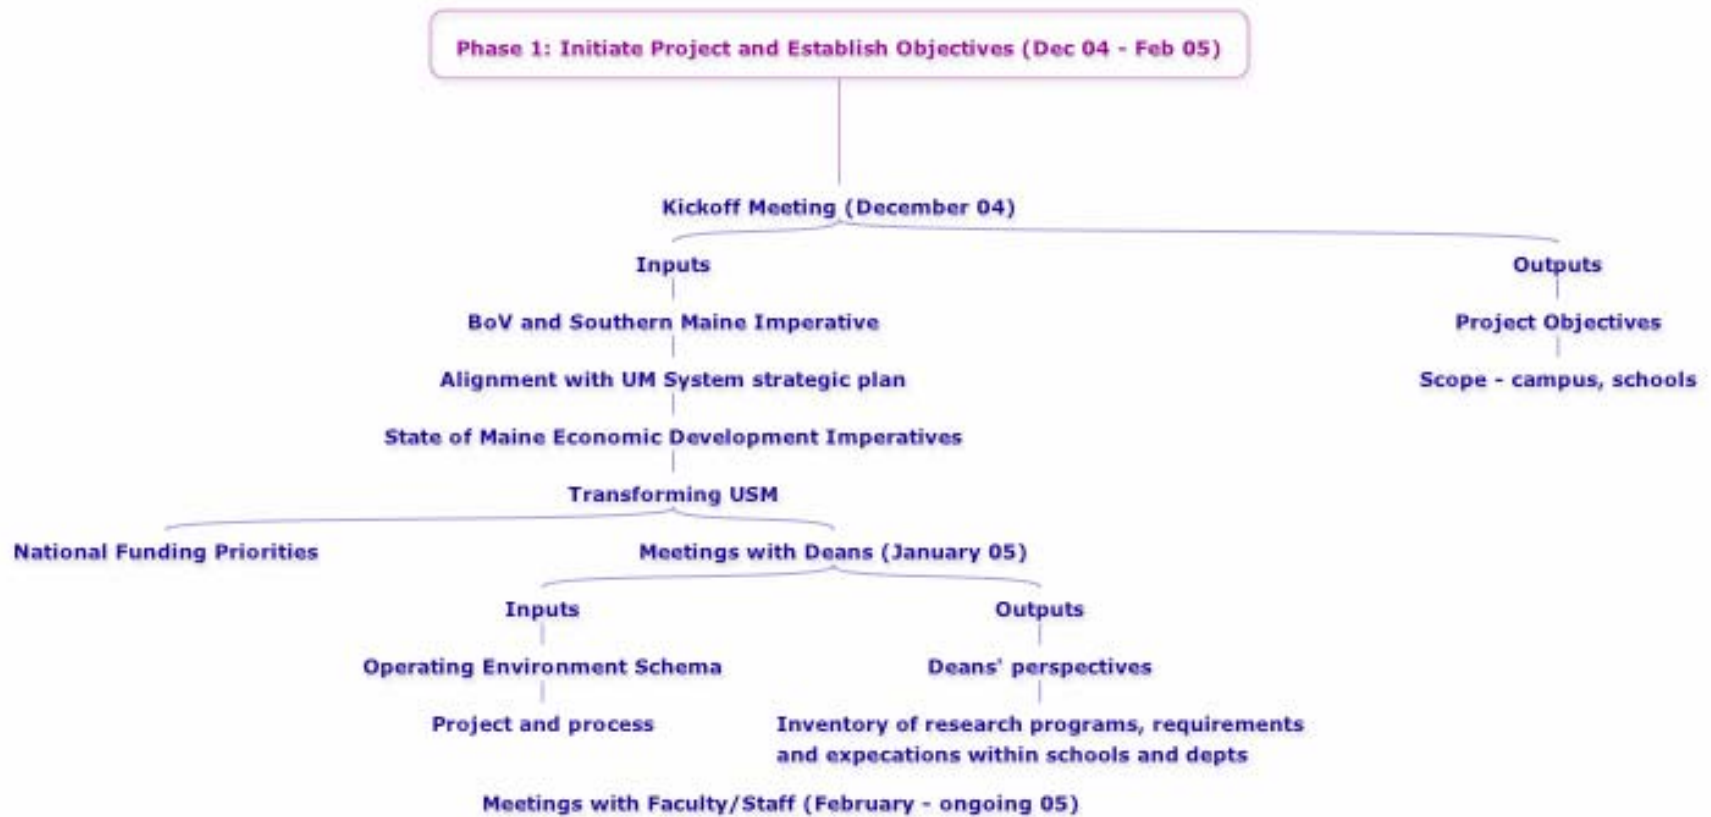 Phase 1: Initiate Project and Establish Objectives (Dec 04 - Feb 05)
Kickoff Meeting (December 04)
Inputs
Outputs
BoV and Southern Maine Imperative
Project Objectives
Alignment with UM System strategic plan
Scope - campus, schools
State of Maine Economic Development Imperatives
Transforming USM
National Funding Priorities
Meetings with Deans (January 05)
Inputs
Outputs
Operating Environment Schema
Deans' perspectives
Project and process
Inventory of research programs, requirements
and expecations within schools and depts
Meetings with Faculty/Staff (February - ongoing 05)